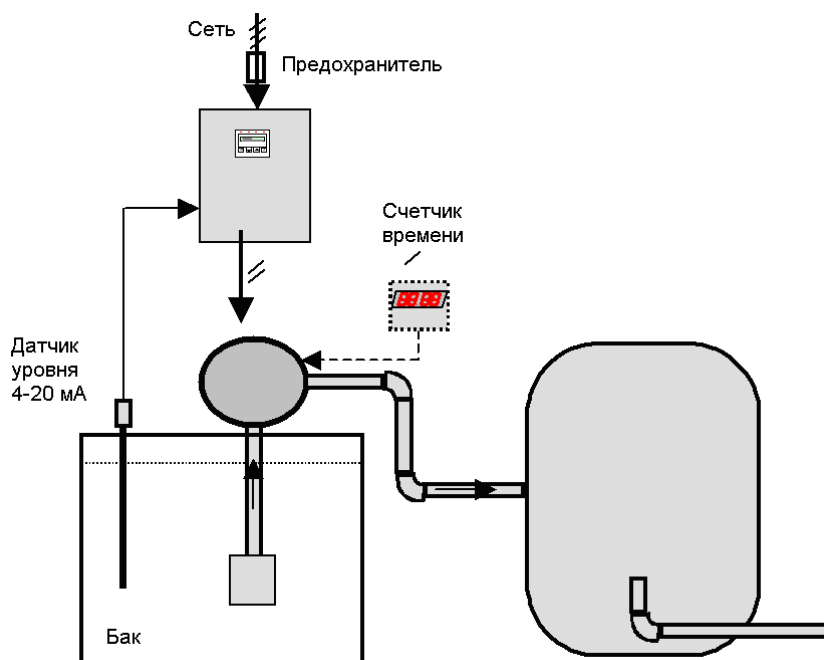 Сеть
Предохранитель
Счетчик
времени
Датчик
уровня
4-20 мА
Бак